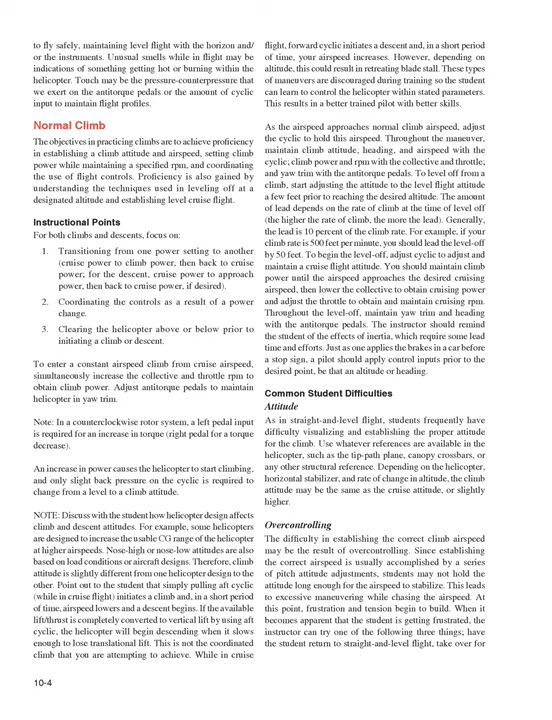 to fly safely, maintaining level flight with the horizon and/
or the instruments. Unusual smells while in flight may be
indications of something getting hot or burning within the
helicopter. Touch may be the pressure-counterpressure that
we exert on the antitorque pedals or the amount of cyclic
input to maintain flight profiles.
Normal Climb
The objectives in practicing climbs are to achieve proficiency
in establishing a climb attitude and airspeed, setting climb
power while maintaining a specified rpm, and coordinating
the use of flight controls. Proficiency is also gained by
understanding the techniques used in leveling off at a
designated altitude and establishing level cruise flight.
Instructional Points
For both climbs and descents, focus on:
1. Transitioning from one power setting to another
(cruise power to climb power, then back to cruise
power; for the descent, cruise power to approach
power, then back to cruise power, if desired).
2. Coordinating the controls as a result of a power
change.
3. Clearing the helicopter above or below prior to
initiating a climb or descent.
To enter a constant airspeed climb from cruise airspeed,
simultaneously increase the collective and throttle rpm to
obtain climb power. Adjust antitorque pedals to maintain
helicopter in yaw trim.
Note: In a counterclockwise rotor system, a left pedal input
is required for an increase in torque (right pedal for a torque
decrease).
An increase in power causes the helicopter to start climbing,
and only slight back pressure on the cyclic is required to
change from a level to a climb attitude.
NOTE: Discuss with the student how helicopter design affects
climb and descent attitudes. For example, some helicopters
are designed to increase the usable CG range of the helicopter
at higher airspeeds. Nose-high or nose-low attitudes are also
based on load conditions or aircraft designs. Therefore, climb
attitude is slightly different from one helicopter design to the
other. Point out to the student that simply pulling aft cyclic
(while in cruise flight) initiates a climb and, in a short period
of time, airspeed lowers and a descent begins. If the available
lift/thrust is completely converted to vertical lift by using aft
cyclic, the helicopter will begin descending when it slows
enough to lose translational lift. This is not the coordinated
climb that you are attempting to achieve. While in cruise
flight, forward cyclic initiates a descent and, in a short period
of time, your airspeed increases. However, depending on
altitude, this could result in retreating blade stall. These types
of maneuvers are discouraged during training so the student
can learn to control the helicopter within stated parameters.
This results in a better trained pilot with better skills.
As the airspeed approaches normal climb airspeed, adjust
the cyclic to hold this airspeed. Throughout the maneuver,
maintain climb attitude, heading, and airspeed with the
cyclic; climb power and rpm with the collective and throttle;
and yaw trim with the antitorque pedals. To level off from a
climb, start adjusting the attitude to the level flight attitude
a few feet prior to reaching the desired altitude. The amount
of lead depends on the rate of climb at the time of level off
(the higher the rate of climb, the more the lead). Generally,
the lead is 10 percent of the climb rate. For example, if your
climb rate is 500 feet per minute, you should lead the level-off
by 50 feet. To begin the level-off, adjust cyclic to adjust and
maintain a cruise flight attitude. You should maintain climb
power until the airspeed approaches the desired cruising
airspeed, then lower the collective to obtain cruising power
and adjust the throttle to obtain and maintain cruising rpm.
Throughout the level-off, maintain yaw trim and heading
with the antitorque pedals. The instructor should remind
the student of the effects of inertia, which require some lead
time and efforts. Just as one applies the brakes in a car before
a stop sign, a pilot should apply control inputs prior to the
desired point, be that an altitude or heading.
Common Student Difficulties
Attitude
As in straight-and-level flight, students frequently have
difficulty visualizing and establishing the proper attitude
for the climb. Use whatever references are available in the
helicopter, such as the tip-path plane, canopy crossbars, or
any other structural reference. Depending on the helicopter,
horizontal stabilizer, and rate of change in altitude, the climb
attitude may be the same as the cruise attitude, or slightly
higher.
Overcontrolling
The difficulty in establishing the correct climb airspeed
may be the result of overcontrolling. Since establishing
the correct airspeed is usually accomplished by a series
of pitch attitude adjustments, students may not hold the
attitude long enough for the airspeed to stabilize. This leads
to excessive maneuvering while chasing the airspeed. At
this point, frustration and tension begin to build. When it
becomes apparent that the student is getting frustrated, the
instructor can try one of the following three things; have
the student return to straight-and-level flight, take over for
10-4